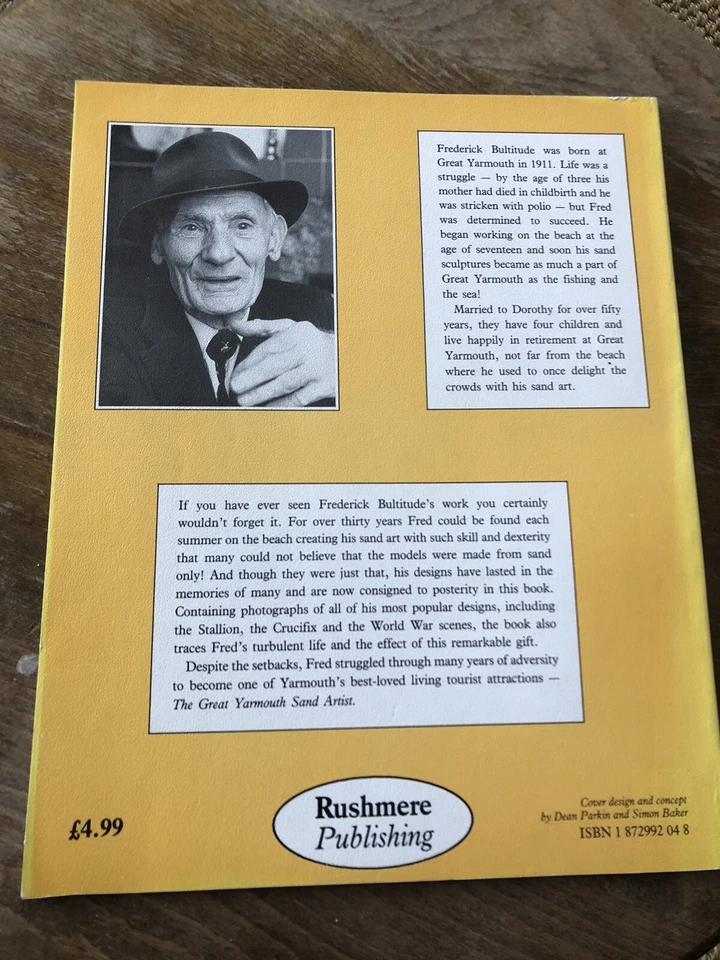 Frederick Bultitude was born at
Great Yarmouth in 1911. Life was a
struggle — by the age of three his
mother had died in childbirth and he
was stricken with polio — but Fred
was determined to succeed. He
began working on the beach at the
age of seventeen and soon his sand
sculptures became as much a part of
Great Yarmouth as the fishing and
the sea!
Married to Dorothy for over fifty
years, they have four children and
live happily in retirement at Great
Yarmouth, not far from the beach
where he used to once delight the
crowds with his sand art.
If you have ever seen Frederick Bultitude's work you certainly
wouldn't forget it. For over thirty years Fred could be found each
summer on the beach creating his sand art with such skill and dexterity
that many could not believe that the models were made from sand
only! And though they were just that, his designs have lasted in the
memories of many and are now consigned to posterity in this book.
Containing photographs of all of his most popular designs, including
the Stallion, the Crucifix and the World War scenes, the book also
traces Fred's turbulent life and the effect of this remarkable gift.
Despite the setbacks, Fred struggled through many years of adversity
to become one of Yarmouth's best-loved living tourist attractions —
The Great Yarmouth Sand Artist.
£4.99
Rushmere
Publishing
Cover design and concept
by Dean Parkin and Simon Baker
ISBN 1 872992 04 8